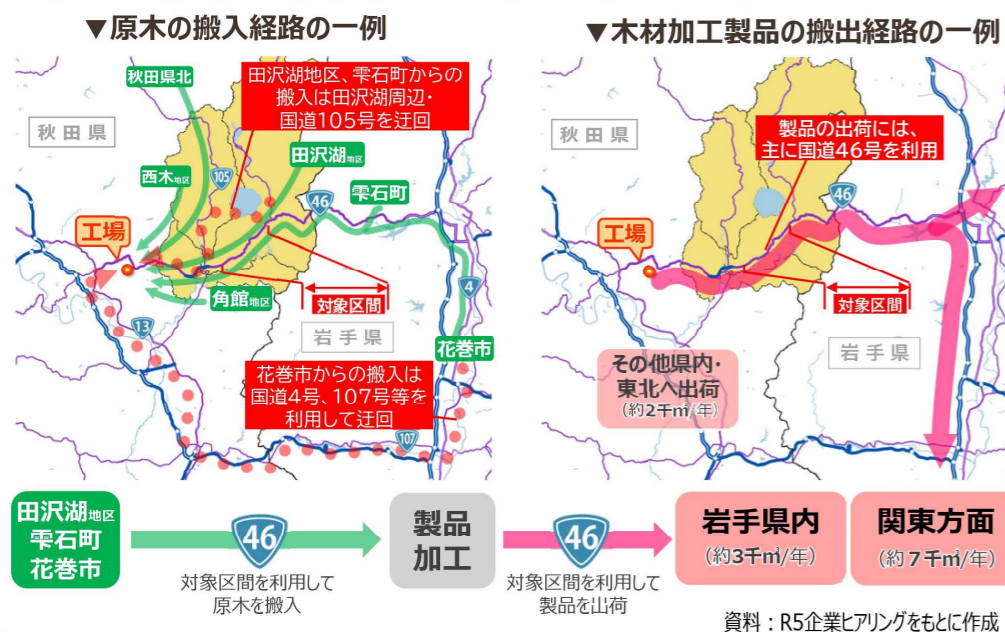 ▼原木の搬入経路の一例
秋田県北
田沢湖地区、雫石町からの
搬入は田沢湖周辺・
国道105号を迂回
秋田県
田沢湖地区
西木地区
105
46
雫石町
工場
角館地区
対象区間
4
13
岩手県
花巻市
花巻市からの搬入は
国道4号、107号等を
利用して迂回
107
▼木材加工製品の搬出経路の一例
秋田県
製品の出荷には、
主に国道46号を利用
46
工場
対象区間
岩手県
その他県内・
東北へ出荷
(約2千㎥/年)
田沢湖地区
雫石町
花巻市
46
対象区間を利用して
原木を搬入
製品
加工
46
対象区間を利用して
製品を出荷
岩手県内
(約3千㎥/年)
関東方面
(約7千㎥/年)
資料：R5企業ヒアリングをもとに作成